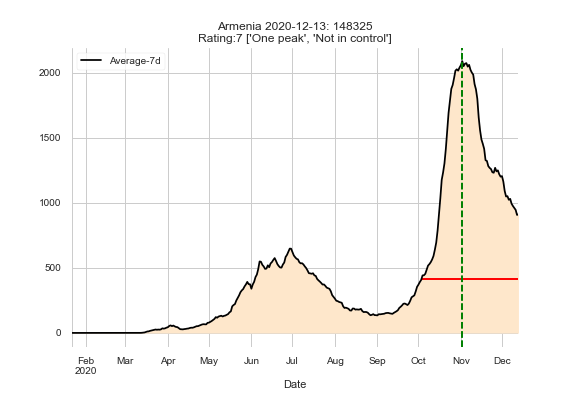 Armenia 2020-12-13: 148325
Rating:7 ['One peak', 'Not in control']
Average-7d
2000
1500
1000
500
0
Feb Mar Apr May Jun Jul Aug Sep Oct Nov Dec
2020
Date